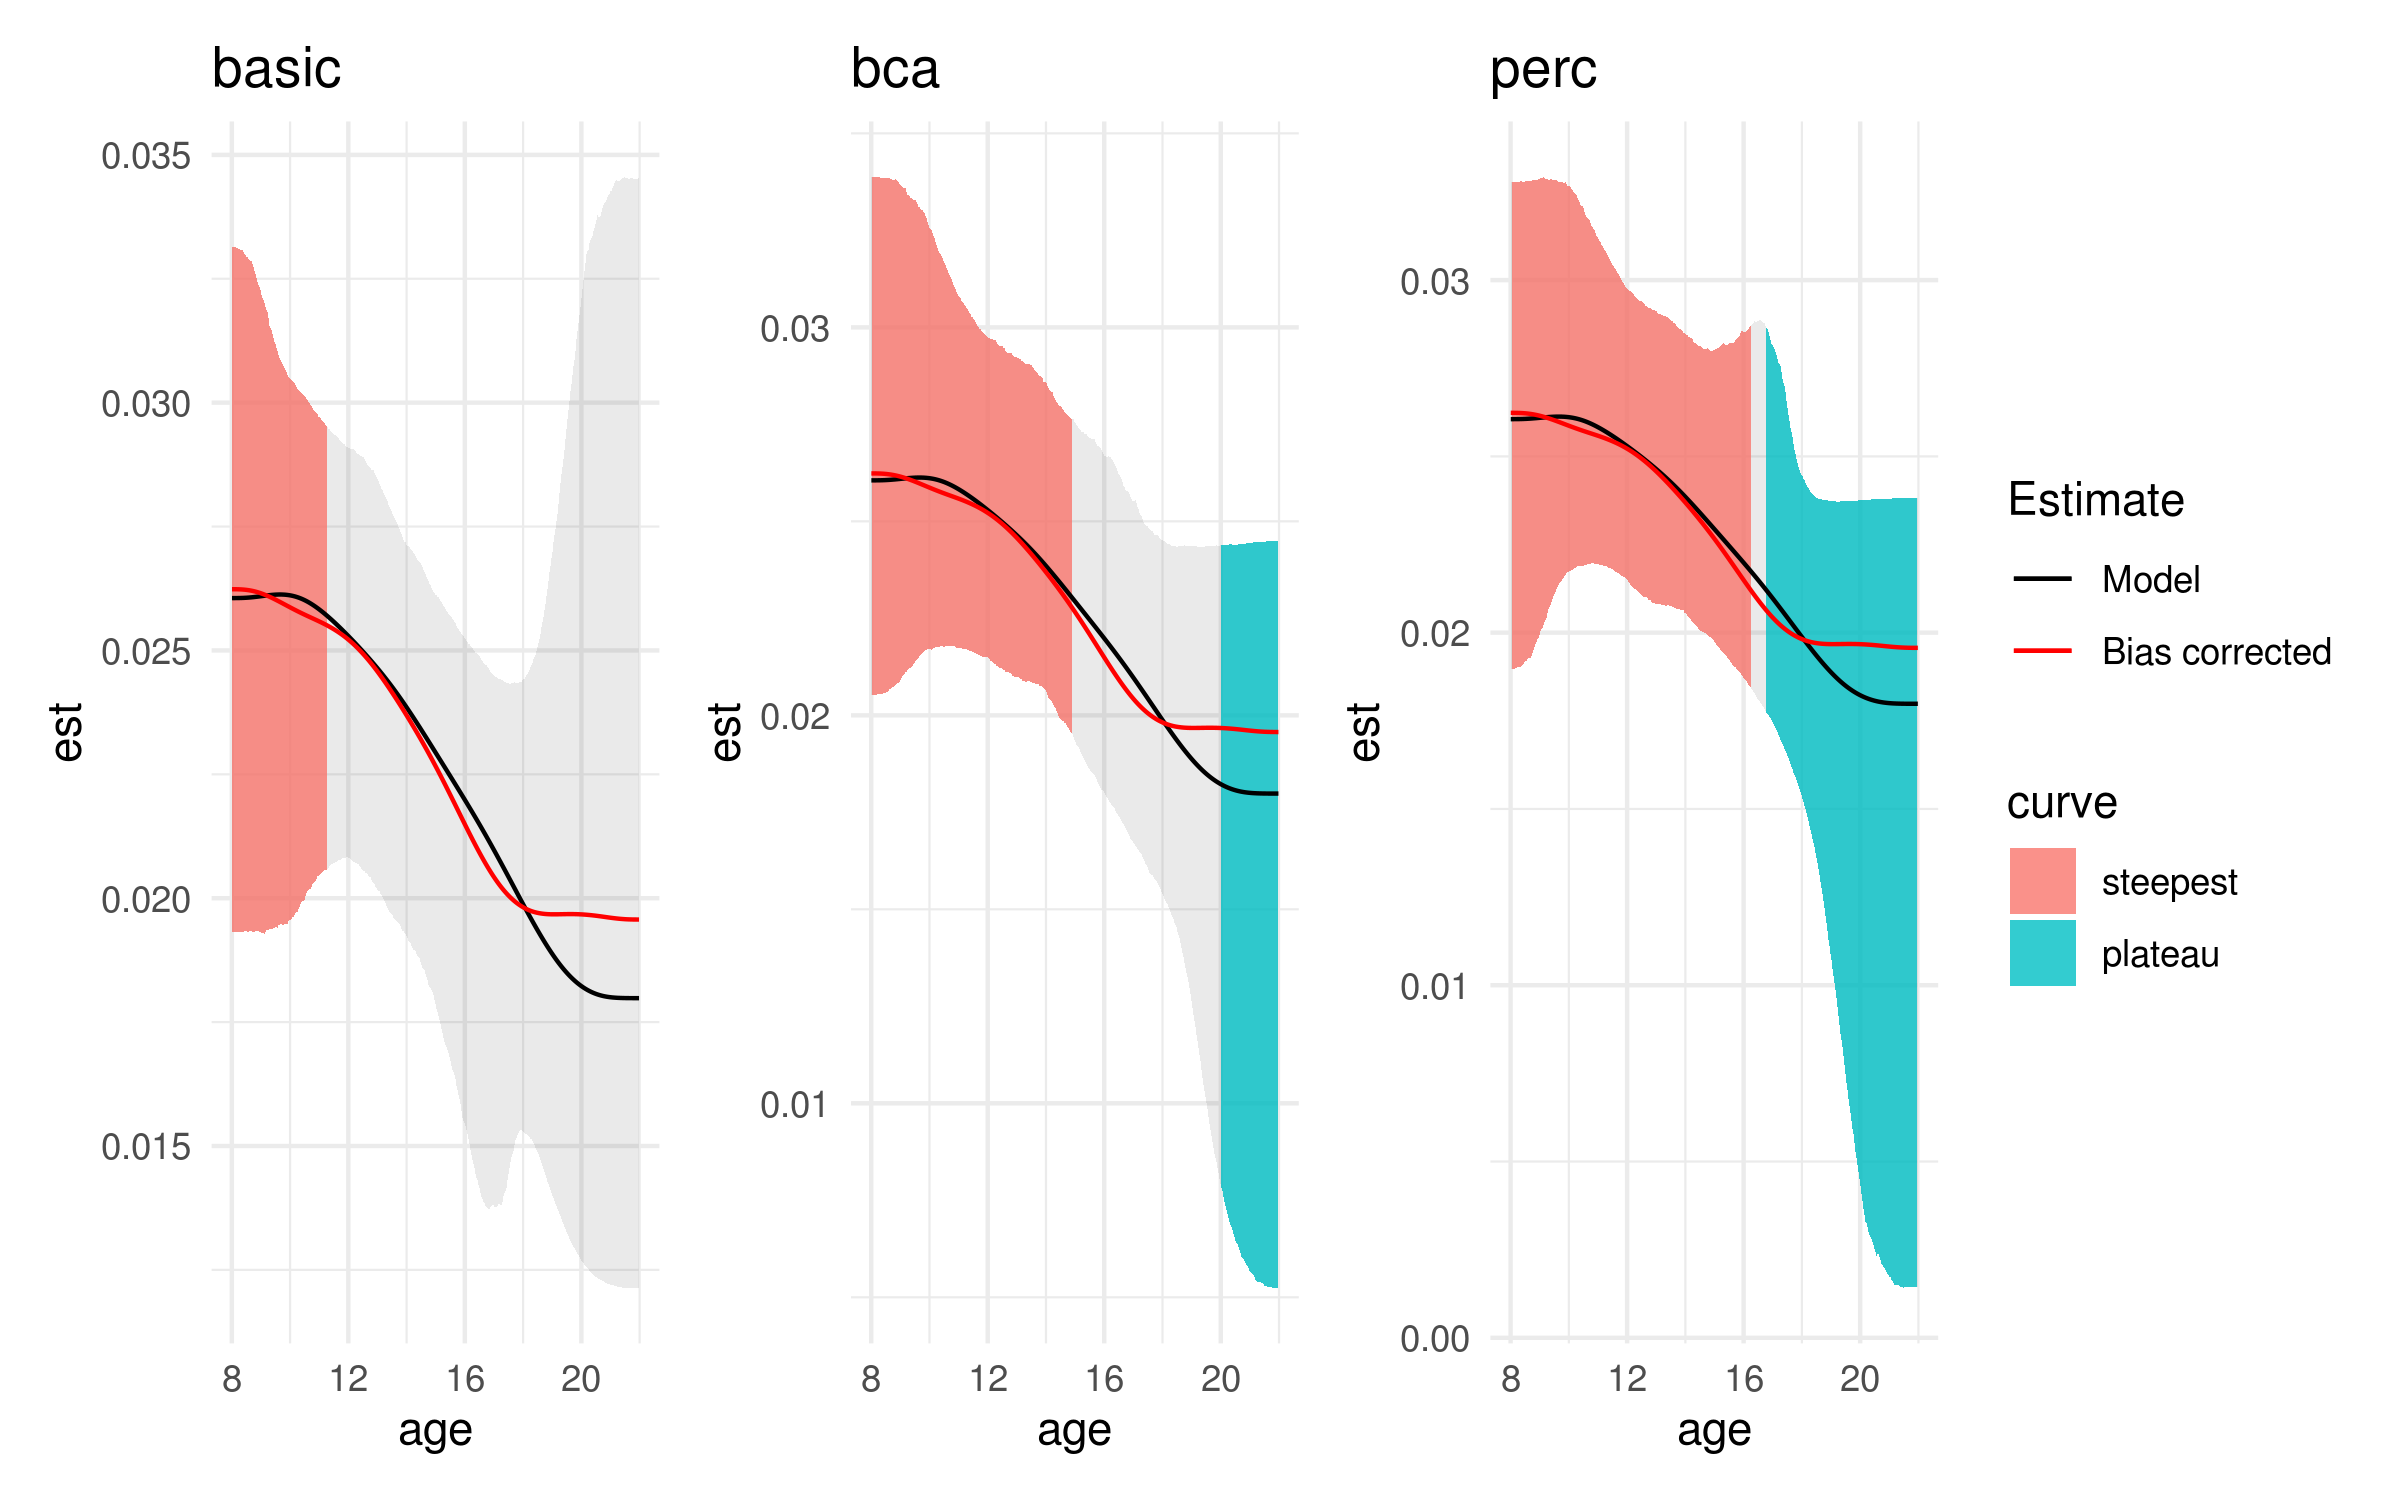 basic
bca
perc
0.035
0.030
0.025
0.020
0.015
est
8 12 16 20
age
0.03
0.02
0.01
est
8 12 16 20
age
0.03
0.02
0.01
0.00
est
8 12 16 20
age
Estimate
Model
Bias corrected
curve
steepest
plateau